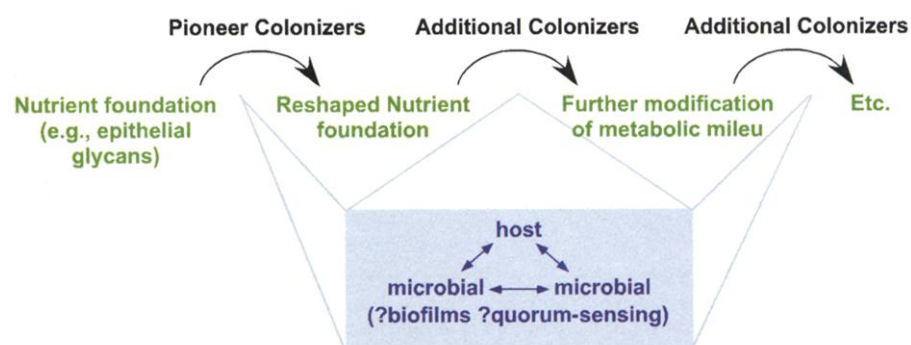 Pioneer Colonizers
Additional Colonizers
Additional Colonizers
Nutrient foundation
(e.g., epithelial
glycans)
Reshaped Nutrient
foundation
Further modification
of metabolic mileu
Etc.
host
microbial
microbial
(?biofilms ?quorum-sensing)